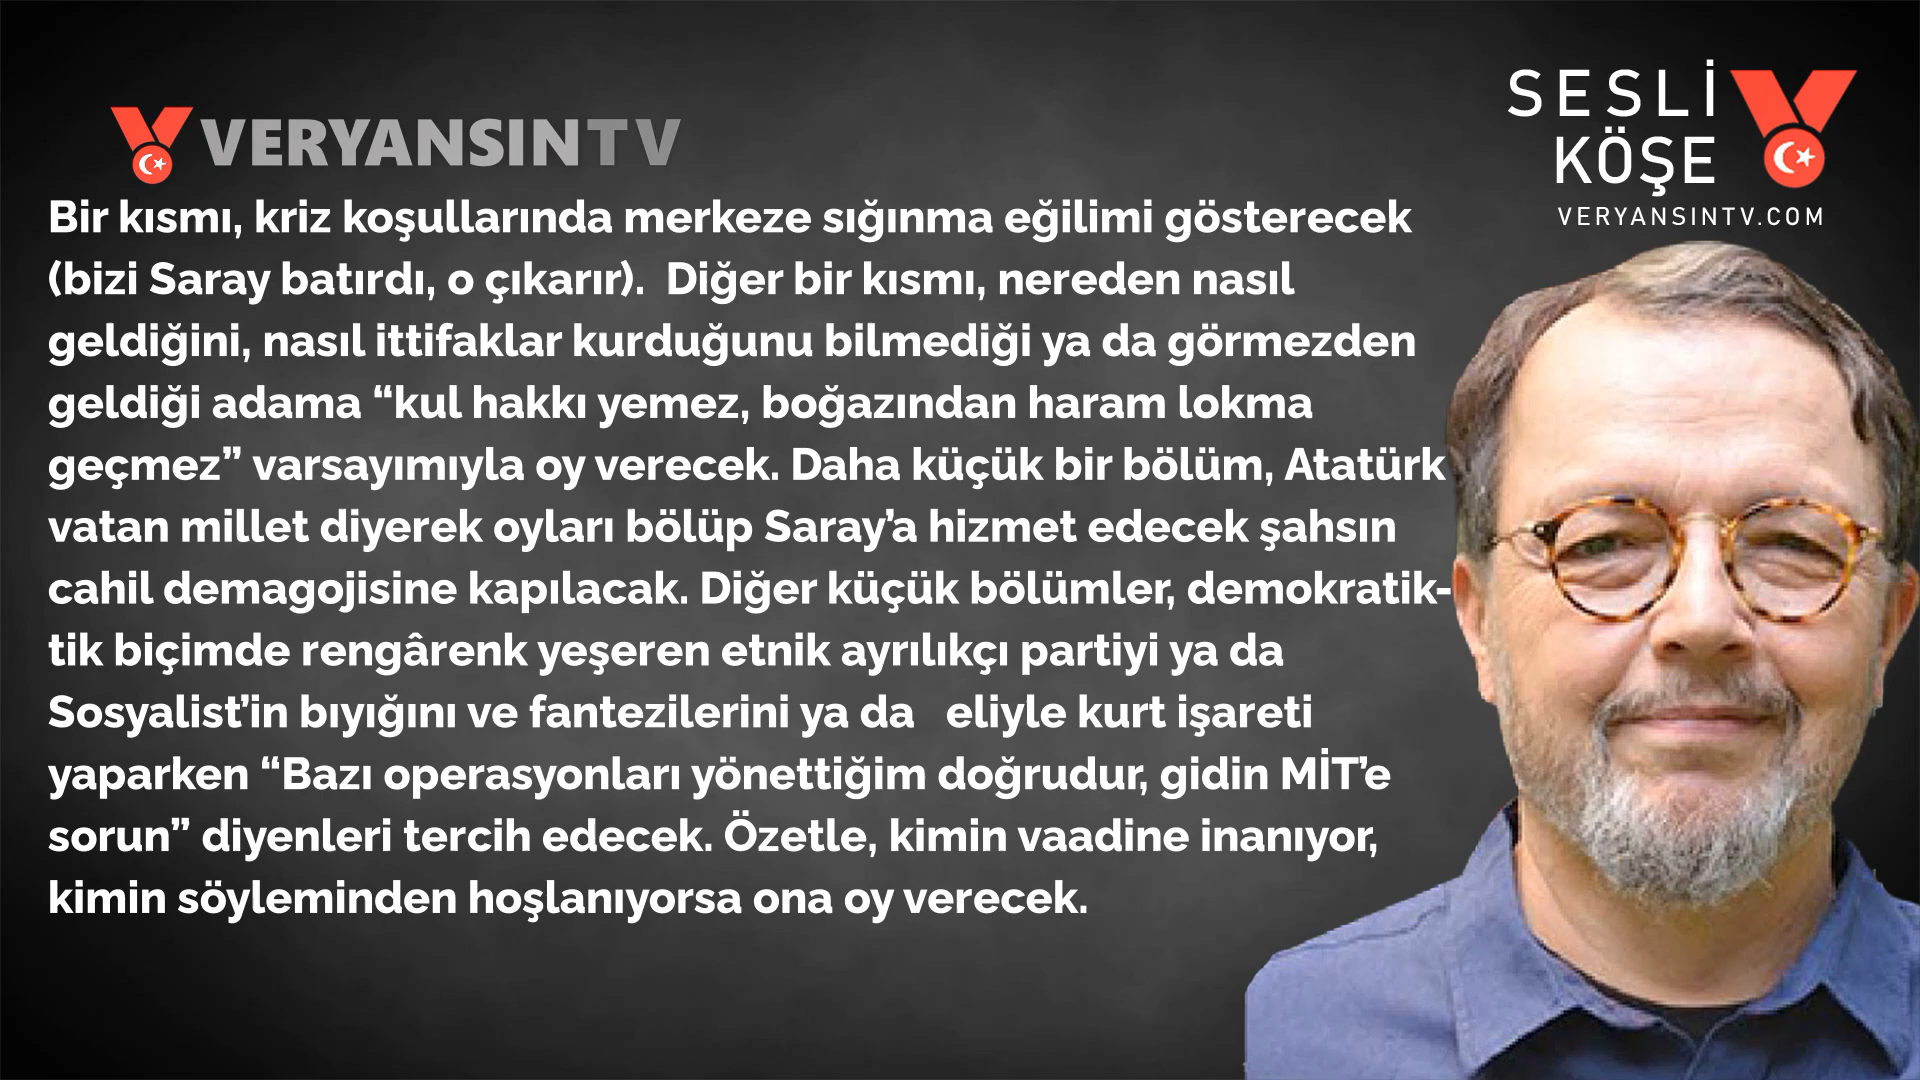 VERYANSINTV
SESLİ
KÖŞE
VERYANSINTV.COM
Bir kısmı, kriz koşullarında merkeze sığınma eğilimi gösterecek
(bizi Saray batırdı, o çıkarır).  Diğer bir kısmı, nereden nasıl
geldiğini, nasıl ittifaklar kurduğunu bilmediği ya da görmezden
geldiği adama “kul hakkı yemez, boğazından haram lokma
geçmez” varsayımıyla oy verecek. Daha küçük bir bölüm, Atatürk
vatan millet diyerek oyları bölüp Saray’a hizmet edecek şahsın
cahil demagojisine kapılacak. Diğer küçük bölümler, demokratik-
tik biçimde rengârenk yeşeren etnik ayrılıkçı partiyi ya da
Sosyalist’in bıyığını ve fantezilerini ya da   eliyle kurt işareti
yaparken “Bazı operasyonları yönettiğim doğrudur, gidin MİT’e
sorun” diyenleri tercih edecek. Özetle, kimin vaadine inanıyor,
kimin söyleminden hoşlanıyorsa ona oy verecek.